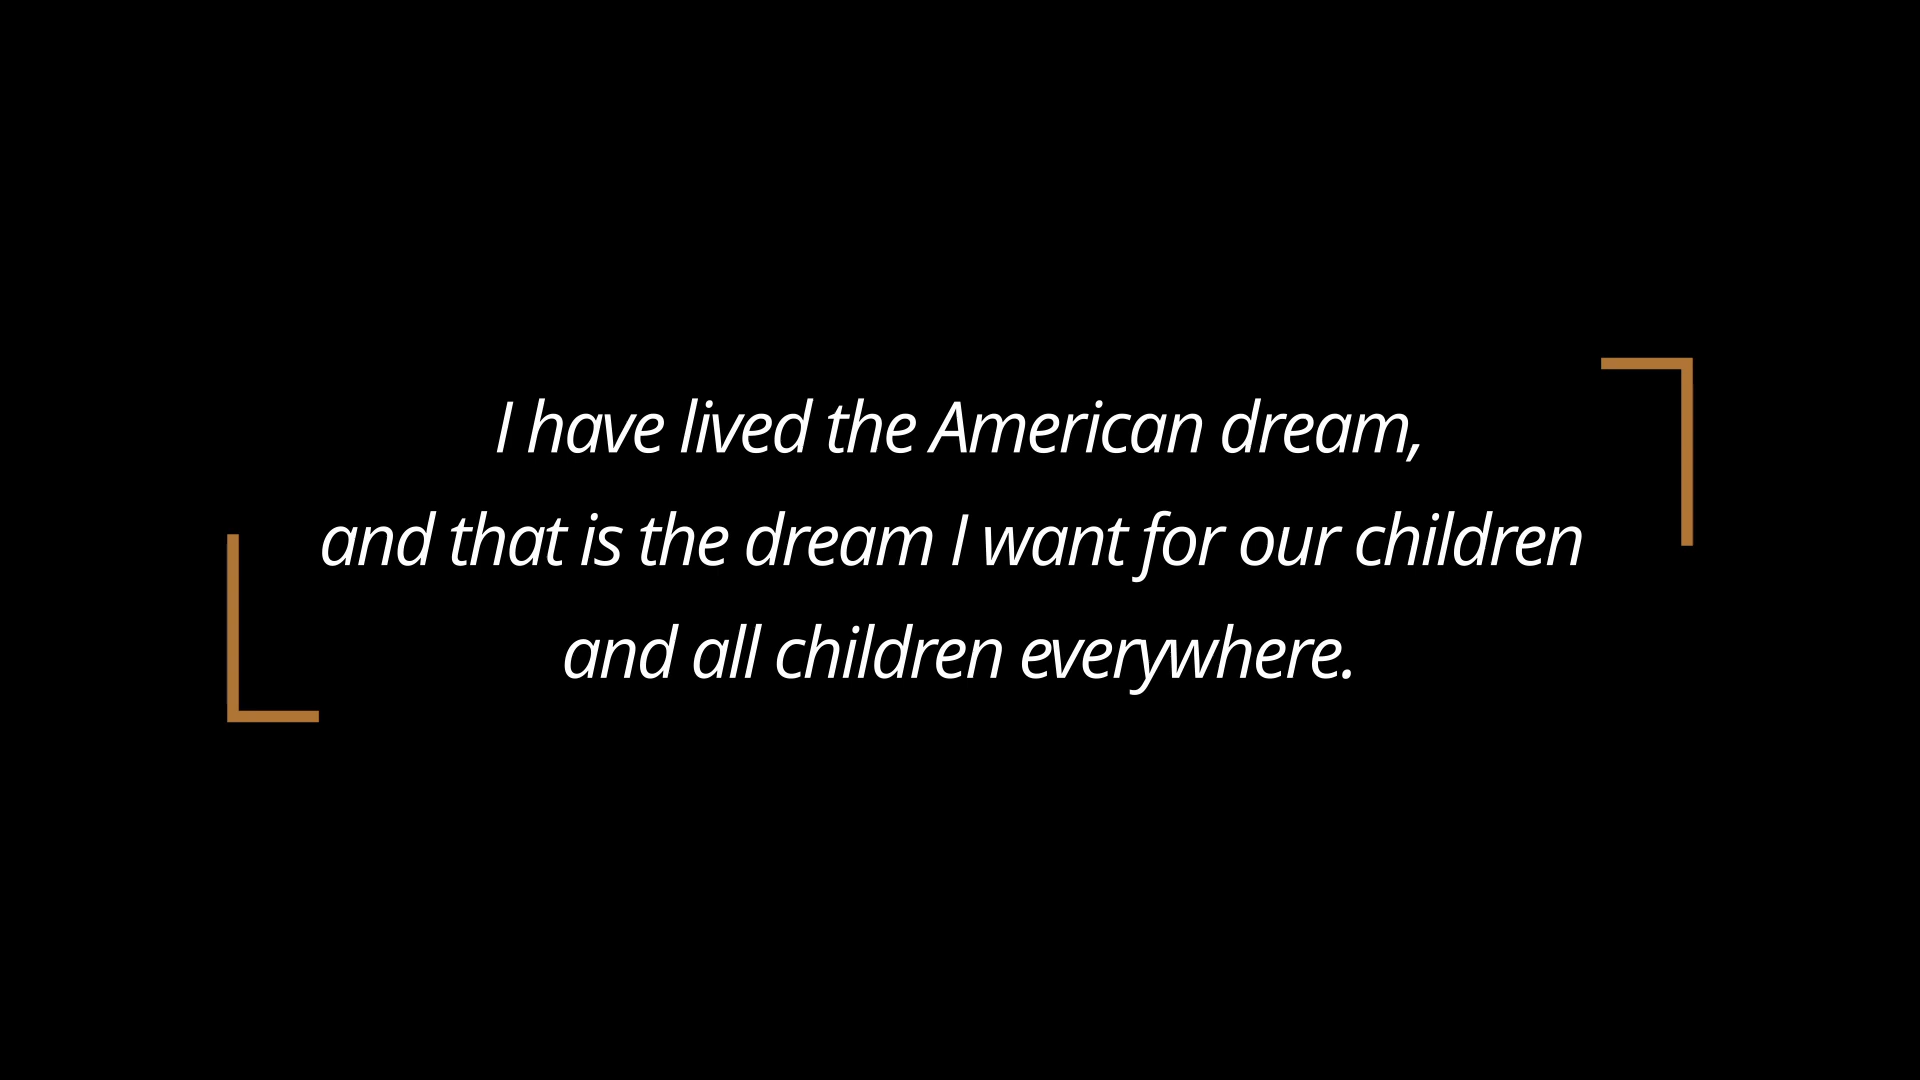 I have lived the American dream,
and that is the dream I want for our children
and all children everywhere.